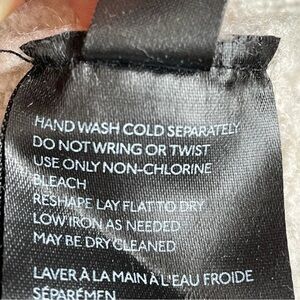 HAND WASH COLD SEPARATELY
DO NOT WRING OR TWIST
USE ONLY NON-CHLORINE
BLEACH
RESHAPE LAY FLAT TO DRY
LOW IRON AS NEEDED
MAY BE DRY CLEANED
LAVER À LA MAIN À L'EAU FROIDE
SÉPARÉMEN